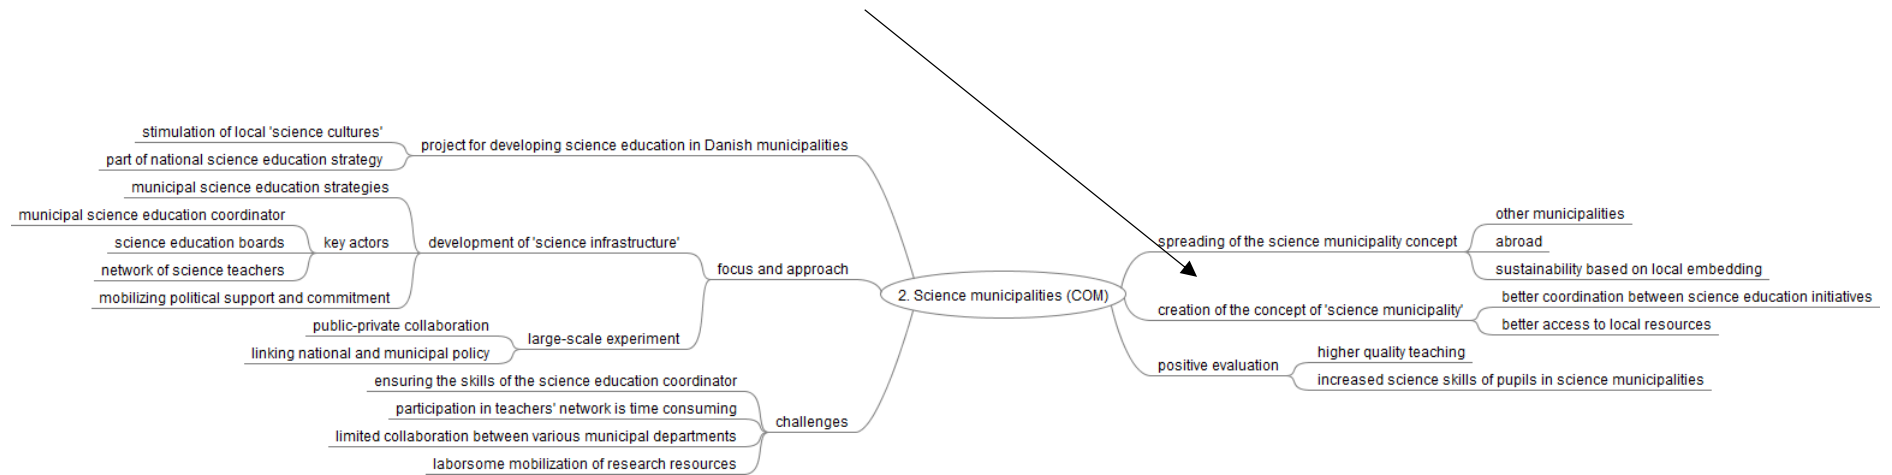 stimulation of local 'science cultures'
part of national science education strategy
project for developing science education in Danish municipalities
municipal science education strategies
municipal science education coordinator
science education boards
network of science teachers
key actors
mobilizing political support and commitment
development of 'science infrastructure'
public-private collaboration
linking national and municipal policy
large-scale experiment
focus and approach
ensuring the skills of the science education coordinator
participation in teachers' network is time consuming
limited collaboration between various municipal departments
laborsome mobilization of research resources
challenges
2. Science municipalities (COM)
spreading of the science municipality concept
other municipalities
abroad
sustainability based on local embedding
creation of the concept of 'science municipality'
better coordination between science education initiatives
better access to local resources
positive evaluation
higher quality teaching
increased science skills of pupils in science municipalities